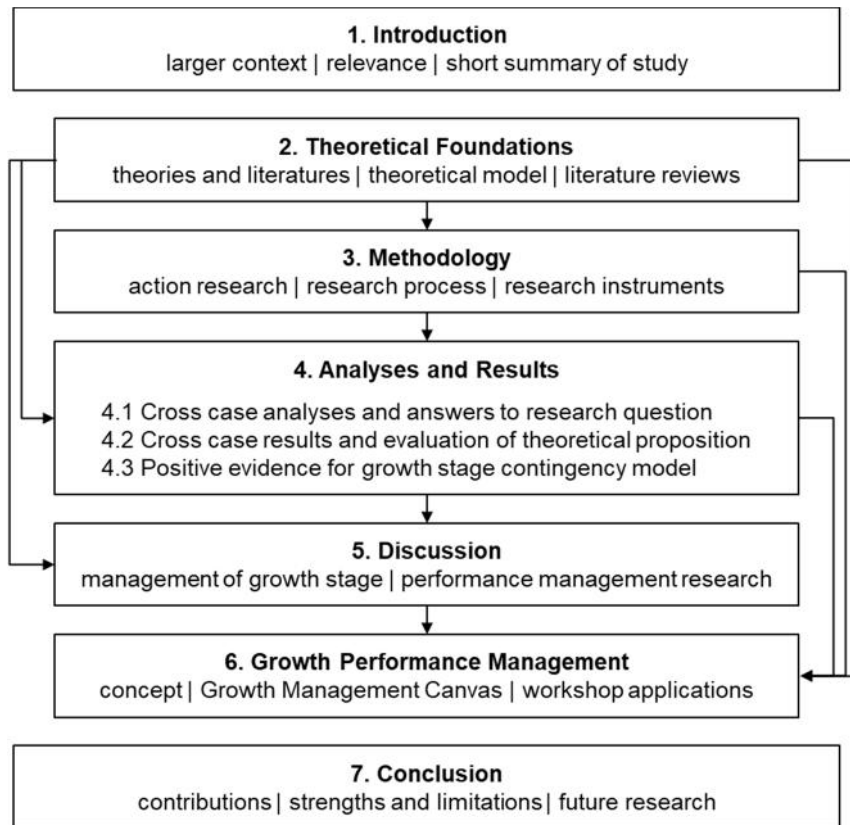 1. Introduction
larger context | relevance | short summary of study
2. Theoretical Foundations
theories and literatures | theoretical model | literature reviews
3. Methodology
action research | research process | research instruments
4. Analyses and Results
4.1 Cross case analyses and answers to research question
4.2 Cross case results and evaluation of theoretical proposition
4.3 Positive evidence for growth stage contingency model
5. Discussion
management of growth stage | performance management research
6. Growth Performance Management
concept | Growth Management Canvas | workshop applications
7. Conclusion
contributions | strengths and limitations | future research